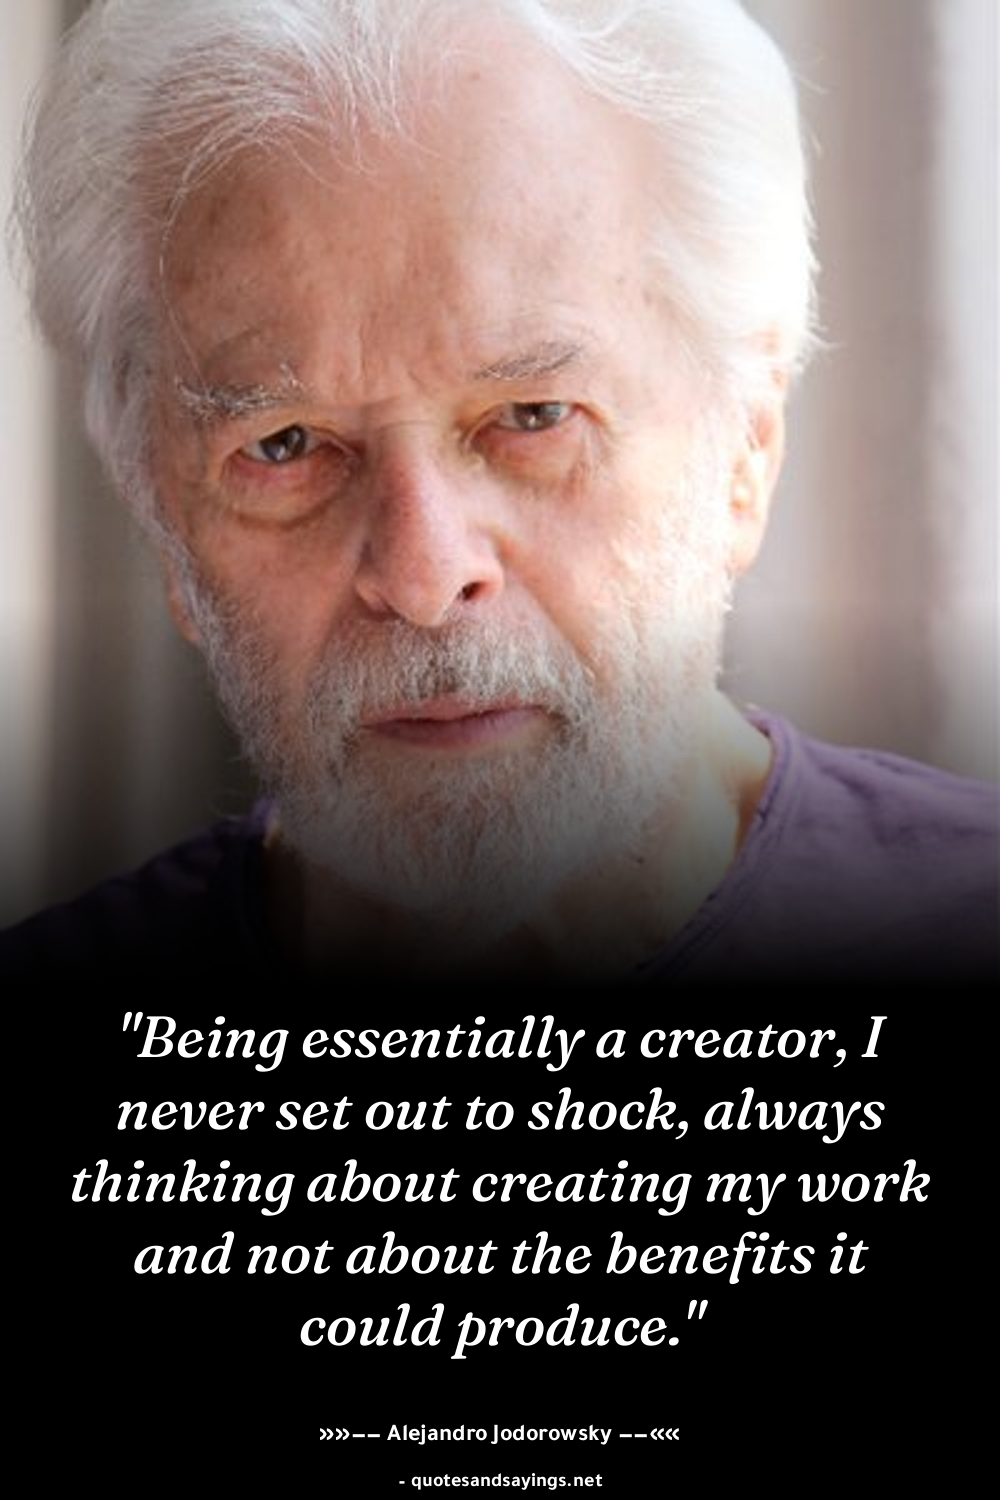 "Being essentially a creator, I
never set out to shock, always
thinking about creating my work
and not about the benefits it
could produce."
»»–– Alejandro Jodorowsky ––««
- quotesandsayings.net